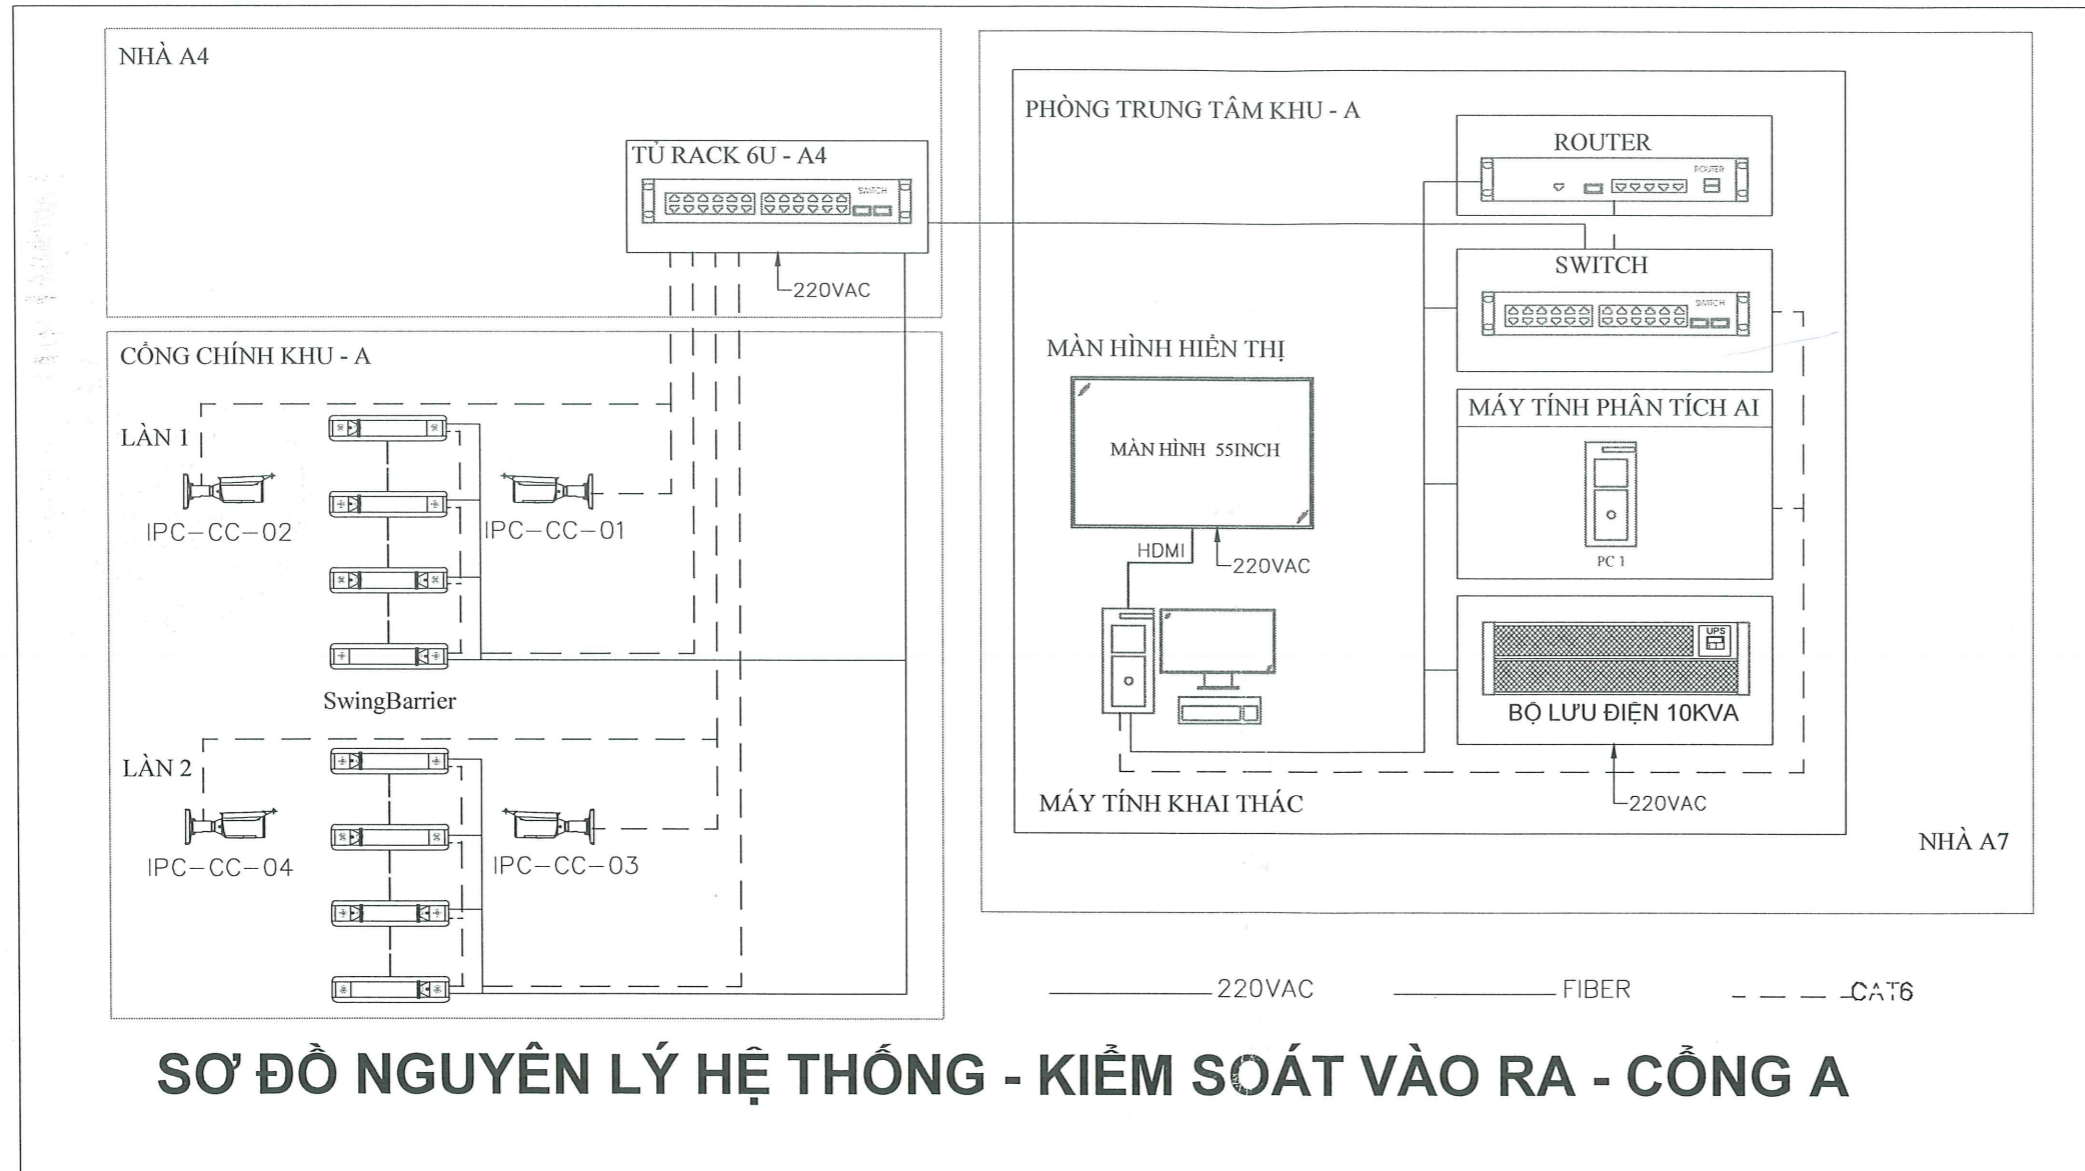 NHÀ A4
TỦ RACK 6U - A4
SWITCH
220VAC
CỔNG CHÍNH KHU - A
LÀN 1
IPC-CC-02
IPC-CC-01
SwingBarrier
LÀN 2
IPC-CC-04
IPC-CC-03
PHÒNG TRUNG TÂM KHU - A
ROUTER
ROUTER
SWITCH
SWITCH
MÀN HÌNH HIỂN THỊ
MÀN HÌNH 55INCH
HDMI
220VAC
MÁY TÍNH PHÂN TÍCH AI
PC 1
UPS
BỘ LƯU ĐIỆN 10KVA
220VAC
MÁY TÍNH KHAI THÁC
NHÀ A7
220VAC
FIBER
CAT6
SƠ ĐỒ NGUYÊN LÝ HỆ THỐNG - KIỂM SOÁT VÀO RA - CỔNG A